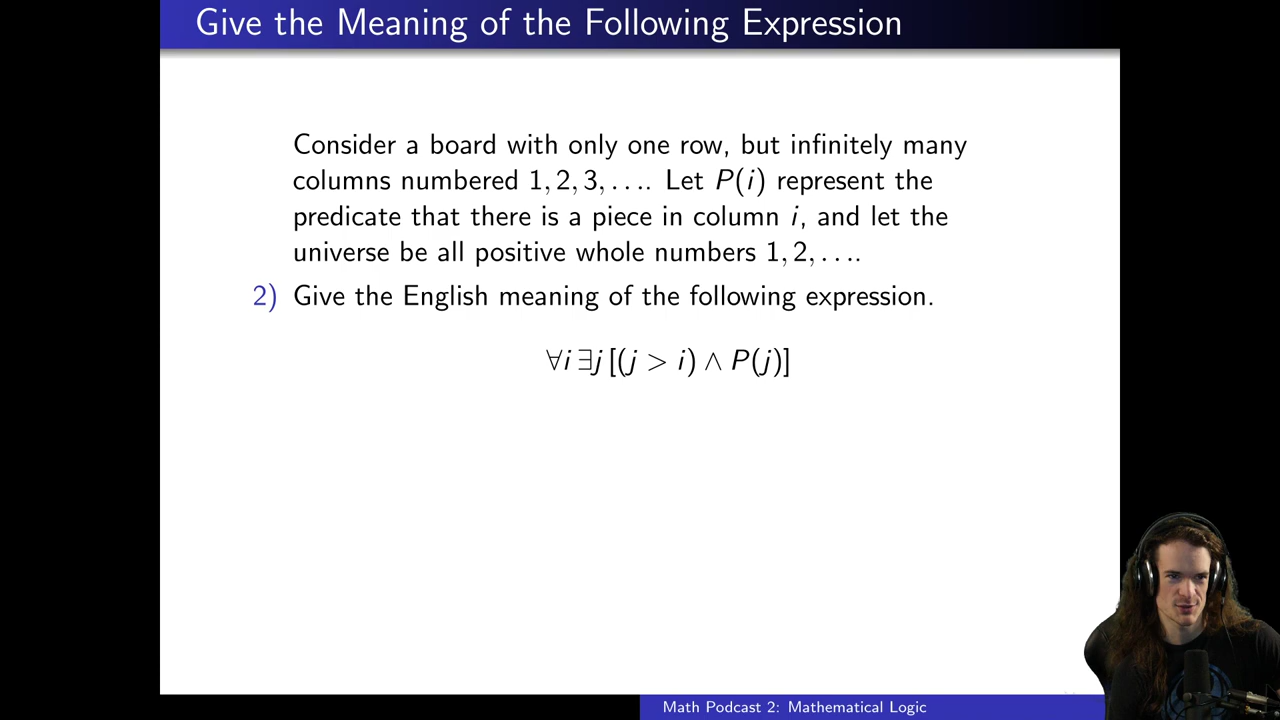 Give the Meaning of the Following Expression
Consider a board with only one row, but infinitely many
columns numbered 1, 2, 3, . . .. Let P(i) represent the
predicate that there is a piece in column i, and let the
universe be all positive whole numbers 1, 2, . . ..
2) Give the English meaning of the following expression.
∀i ∃j [(j > i) ∧ P(j)]
Math Podcast 2: Mathematical Logic